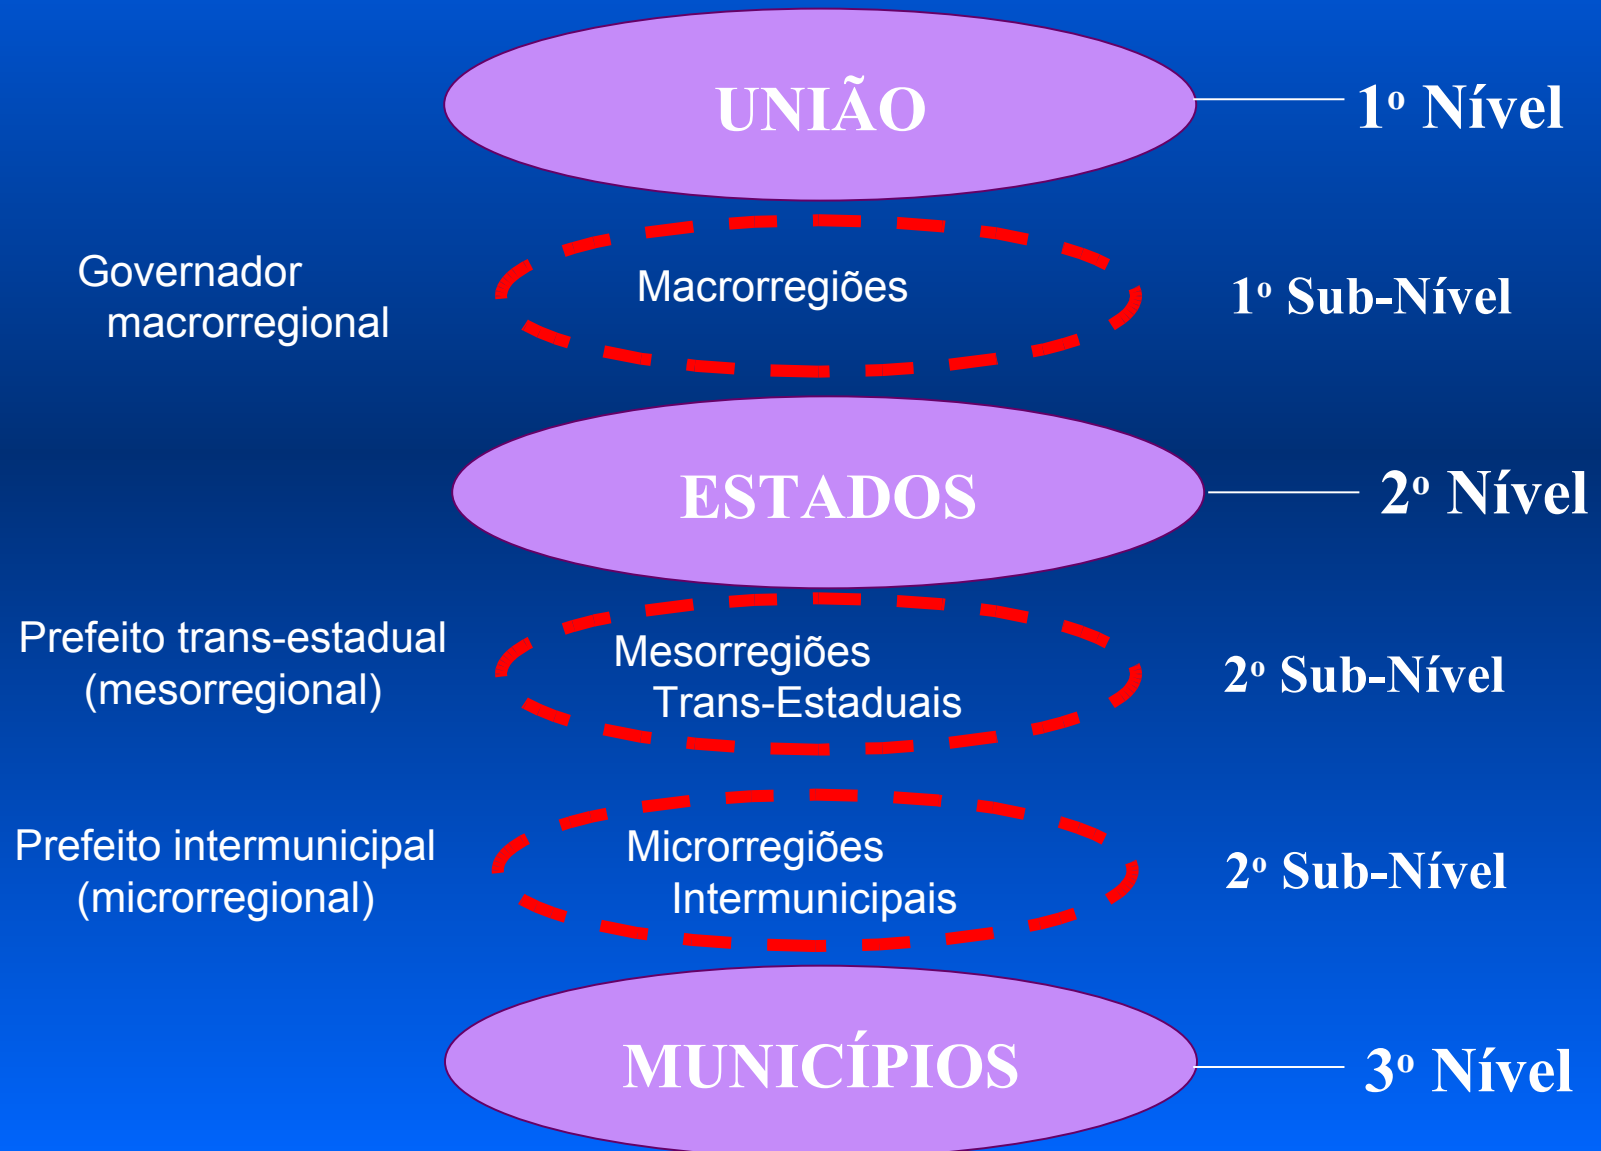 UNIÃO
1º Nível
Governador
macrorregional
Macrorregiões
1º Sub-Nível
ESTADOS
2º Nível
Prefeito trans-estadual
(mesorregional)
Mesorregiões
Trans-Estaduais
2º Sub-Nível
Prefeito intermunicipal
(microrregional)
Microrregiões
Intermunicipais
2º Sub-Nível
MUNICÍPIOS
3º Nível